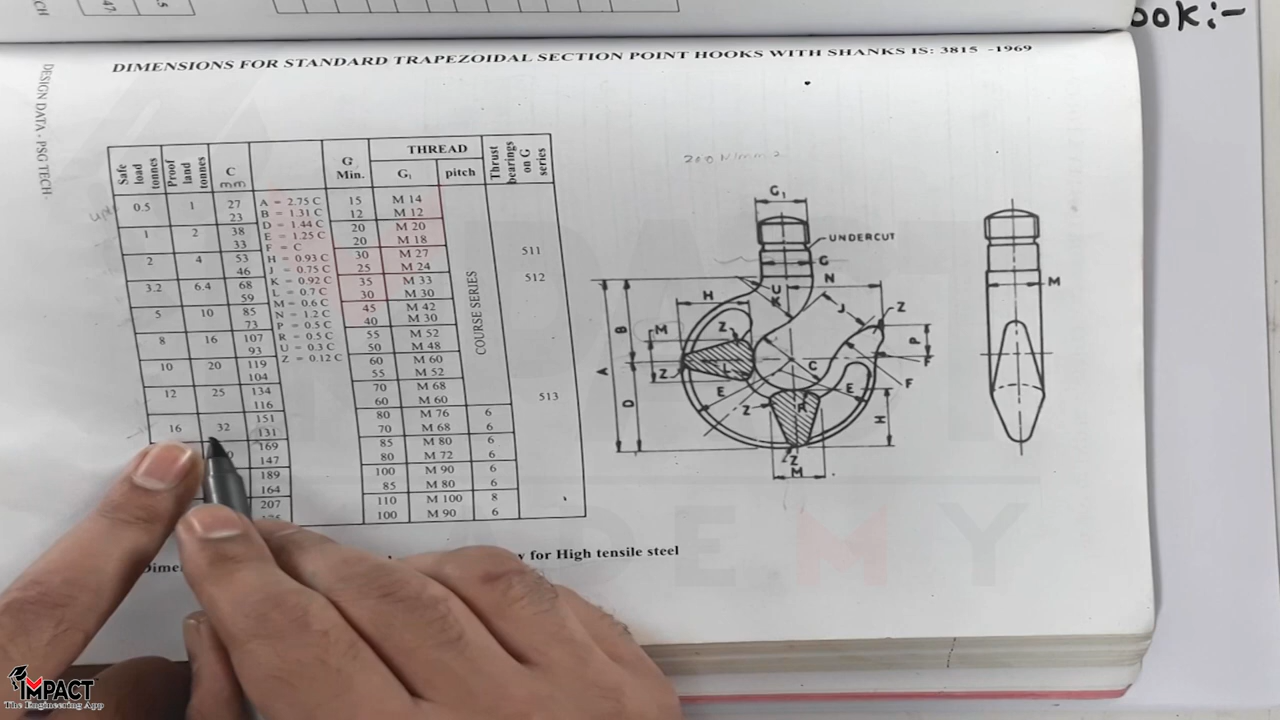 47
.5
OOK:-
DIMENSIONS FOR STANDARD TRAPEZOIDAL SECTION POINT HOOKS WITH SHANKS IS: 3815 -1969
DESIGN DATA - PSG TECH
Safe load tonnes Proof land tonnes C mm G Min. THREAD Thrust bearings on G series
G₁ pitch
0.5 1 27 A = 2.75 C 15 M 14
23 B = 1.31 C 12 M 12
1 2 38 D = 1.44 C 20 M 20
33 E = 1.25 C 20 M 18
2 4 53 F = C 30 M 27 511
46 H = 0.93 C 25 M 24
3.2 6.4 68 J = 0.75 C 35 M 33 512
59 K = 0.92 C 30 M 30
5 10 85 L = 0.7 C 45 M 42
73 M = 0.6 C 40 M 30
8 16 107 N = 1.2 C 55 M 52
93 P = 0.5 C 50 M 48
10 20 119 R = 0.5 C 60 M 60
104 U = 0.3 C 55 M 52
12 25 134 Z = 0.12 C 70 M 68 513
116 60 M 60
16 32 151 80 M 76 6
131 70 M 68 6
169 85 M 80 6
147 80 M 72 6
189 100 M 90 6
164 85 M 80 6
207 110 M 100 8
100 M 90 6
COURSE SERIES
200 N/mm2
G₁
UNDERCUT
G
N
U
K
H
J
Z
B
M
Z
P
A
L
C
F
Z
E
E
F
D
Z
R
H
Z
M
M
y for High tensile steel
Dime
IMPACT
The Engineering App